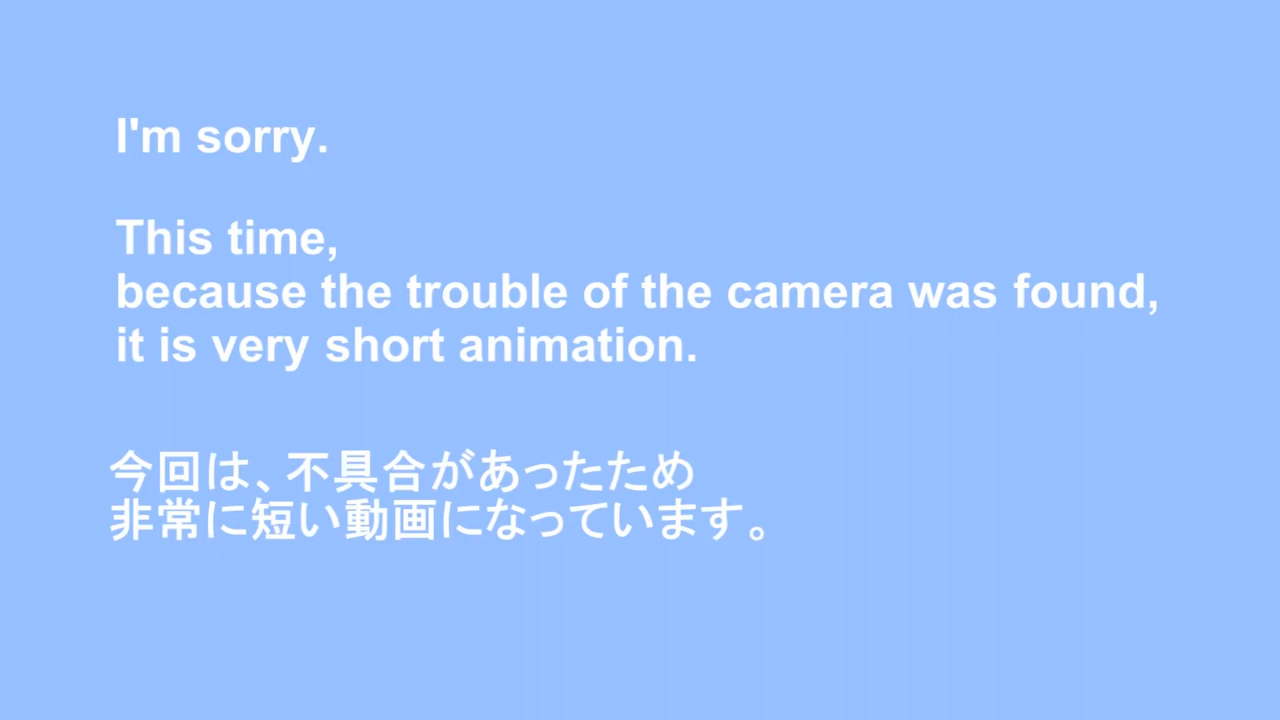 I'm sorry.
This time,
because the trouble of the camera was found,
it is very short animation.
今回は、不具合があったため
非常に短い動画になっています。